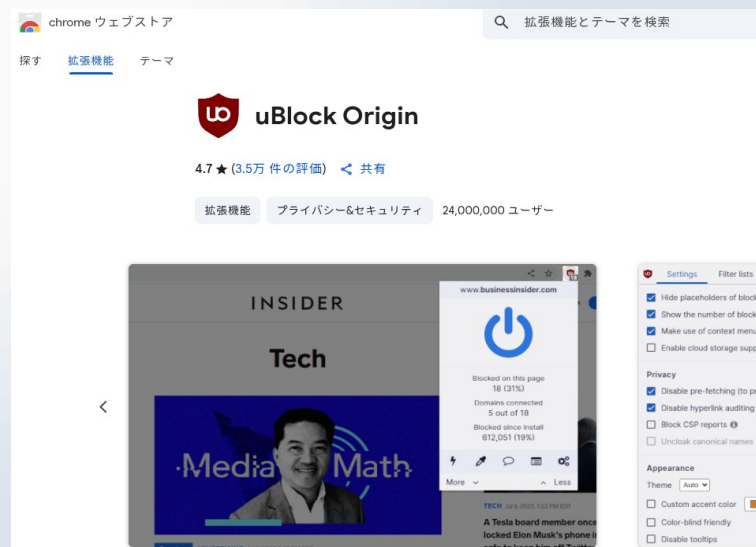 chrome ウェブストア
拡張機能とテーマを検索
探す 拡張機能 テーマ
uBlock Origin
4.7 ★ (3.5万 件の評価) 共有
拡張機能 プライバシー&セキュリティ 24,000,000 ユーザー
INSIDER
Tech
Media Math
TECH
A Tesla board member once
locked Elon Musk's phone
www.businessinsider.com
Blocked on this page
18 (31%)
Domains connected
5 out of 18
Blocked since install
612,051 (19%)
More Less
Settings Filter lists
Hide placeholders of block
Show the number of block
Make use of context menu
Enable cloud storage supp
Privacy
Disable pre-fetching (to pr
Disable hyperlink auditing
Block CSP reports
Uncloak canonical names
Appearance
Theme Auto
Custom accent color
Color-blind friendly
Disable tooltips